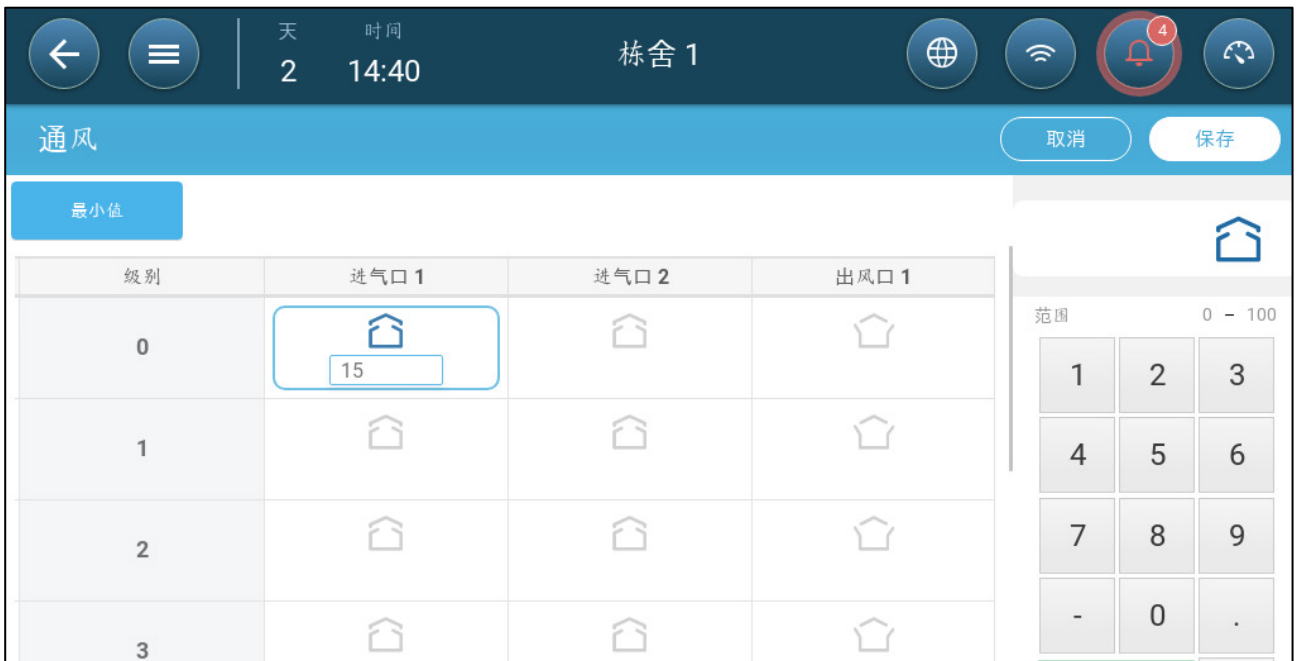 天 时间
2 14:40 栋舍 1 4
通风 取消 保存
最小值
级别 进气口 1 进气口 2 出风口 1
范围 0 – 100
0 15
1 2 3
1 4 5 6
2 7 8 9
- 0 .
3